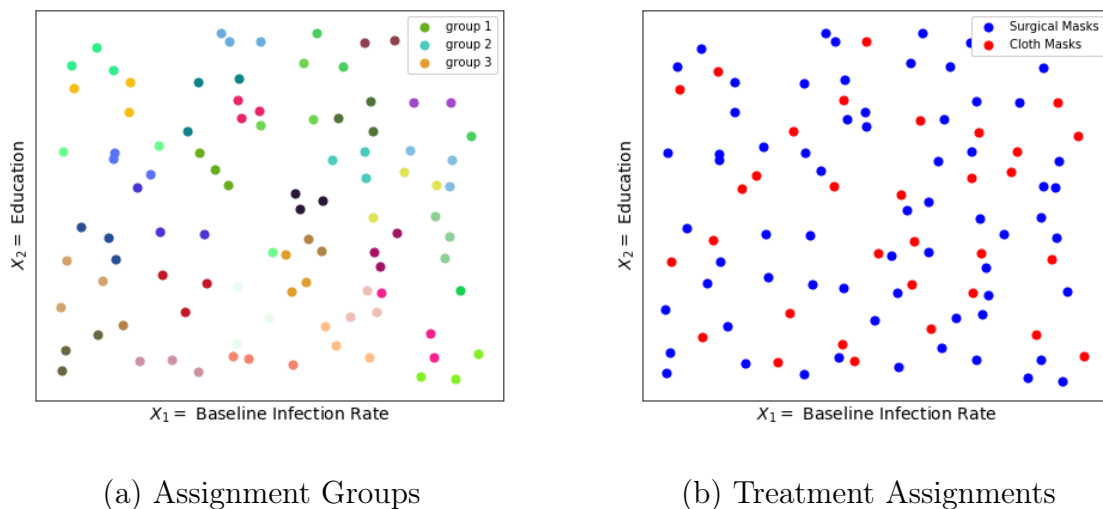 group 1
group 2
group 3
X₂ = Education
X₁ = Baseline Infection Rate
(a) Assignment Groups
Surgical Masks
Cloth Masks
X₂ = Education
X₁ = Baseline Infection Rate
(b) Treatment Assignments